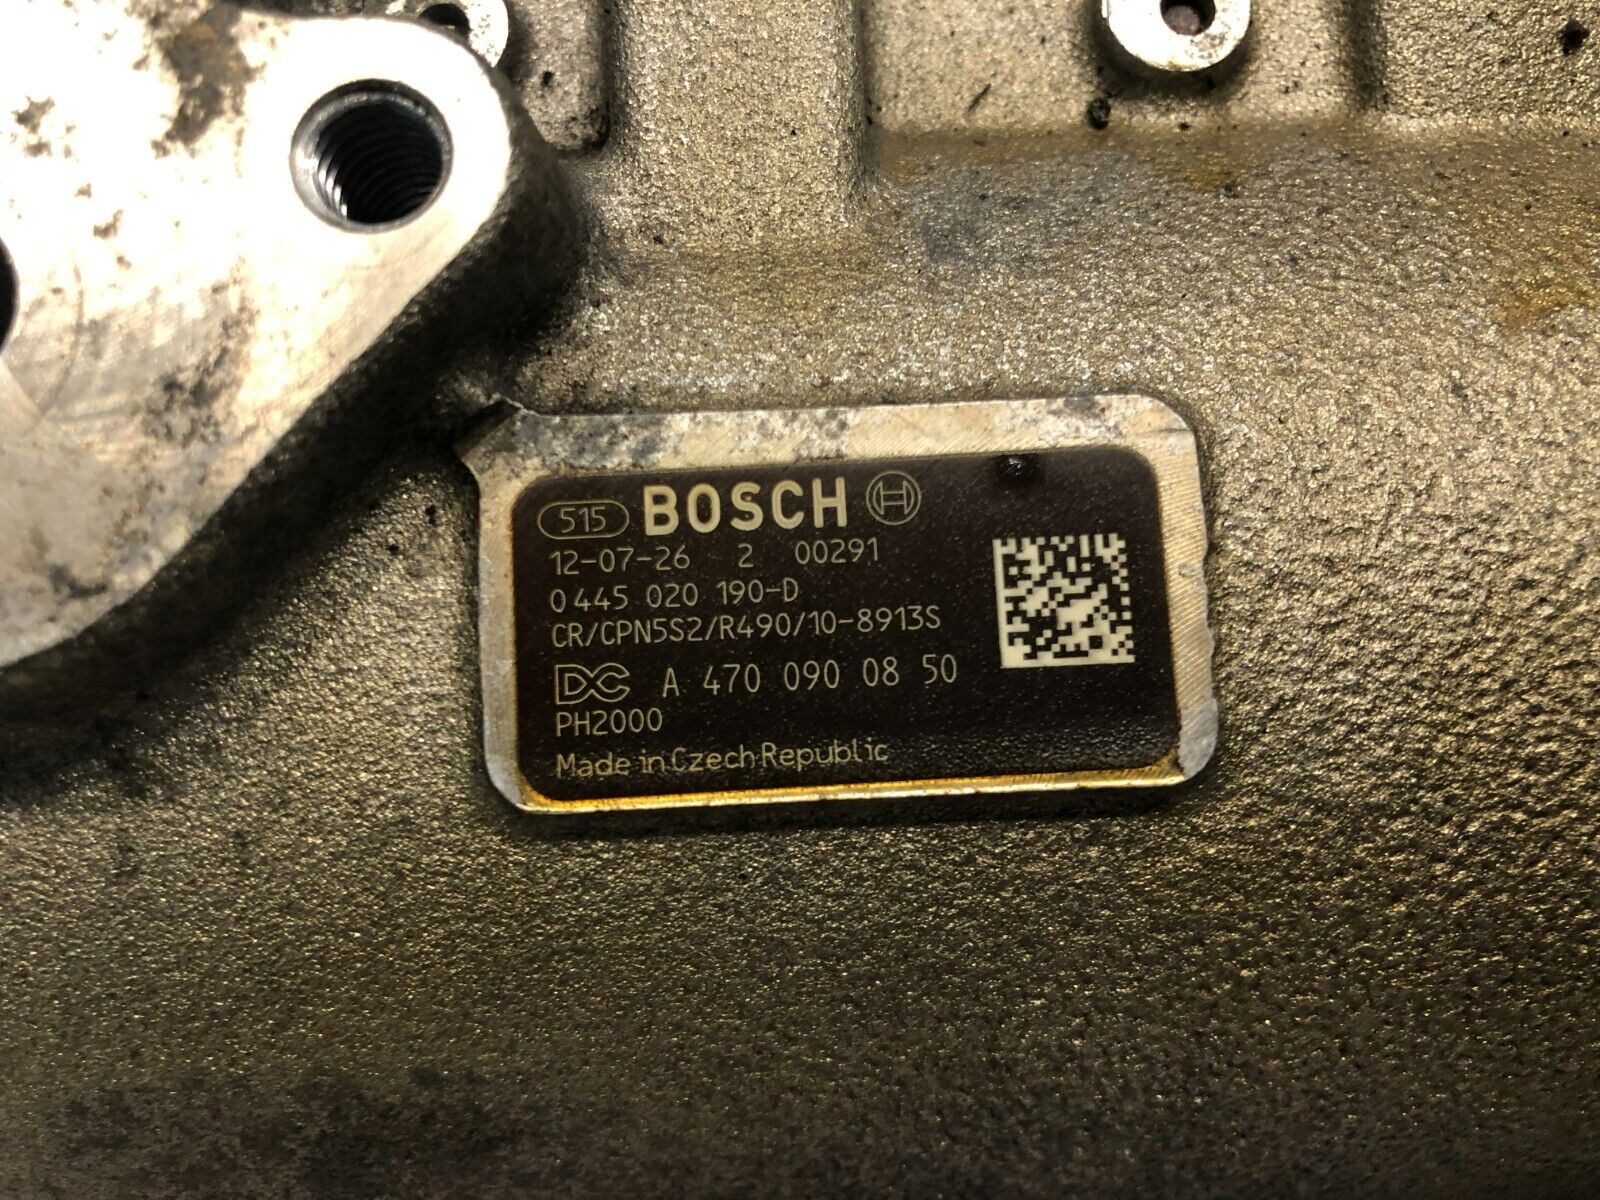 515 BOSCH
12-07-26 2 00291
0 445 020 190-D
CR/CPN5S2/R490/10-8913S
DC A 470 090 08 50
PH2000
Made in Czech Republic